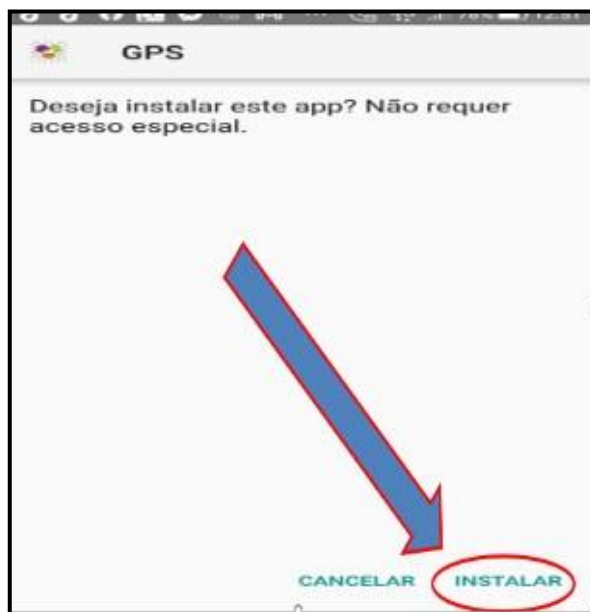 GPS
Deseja instalar este app? Não requer
acesso especial.
CANCELAR
INSTALAR